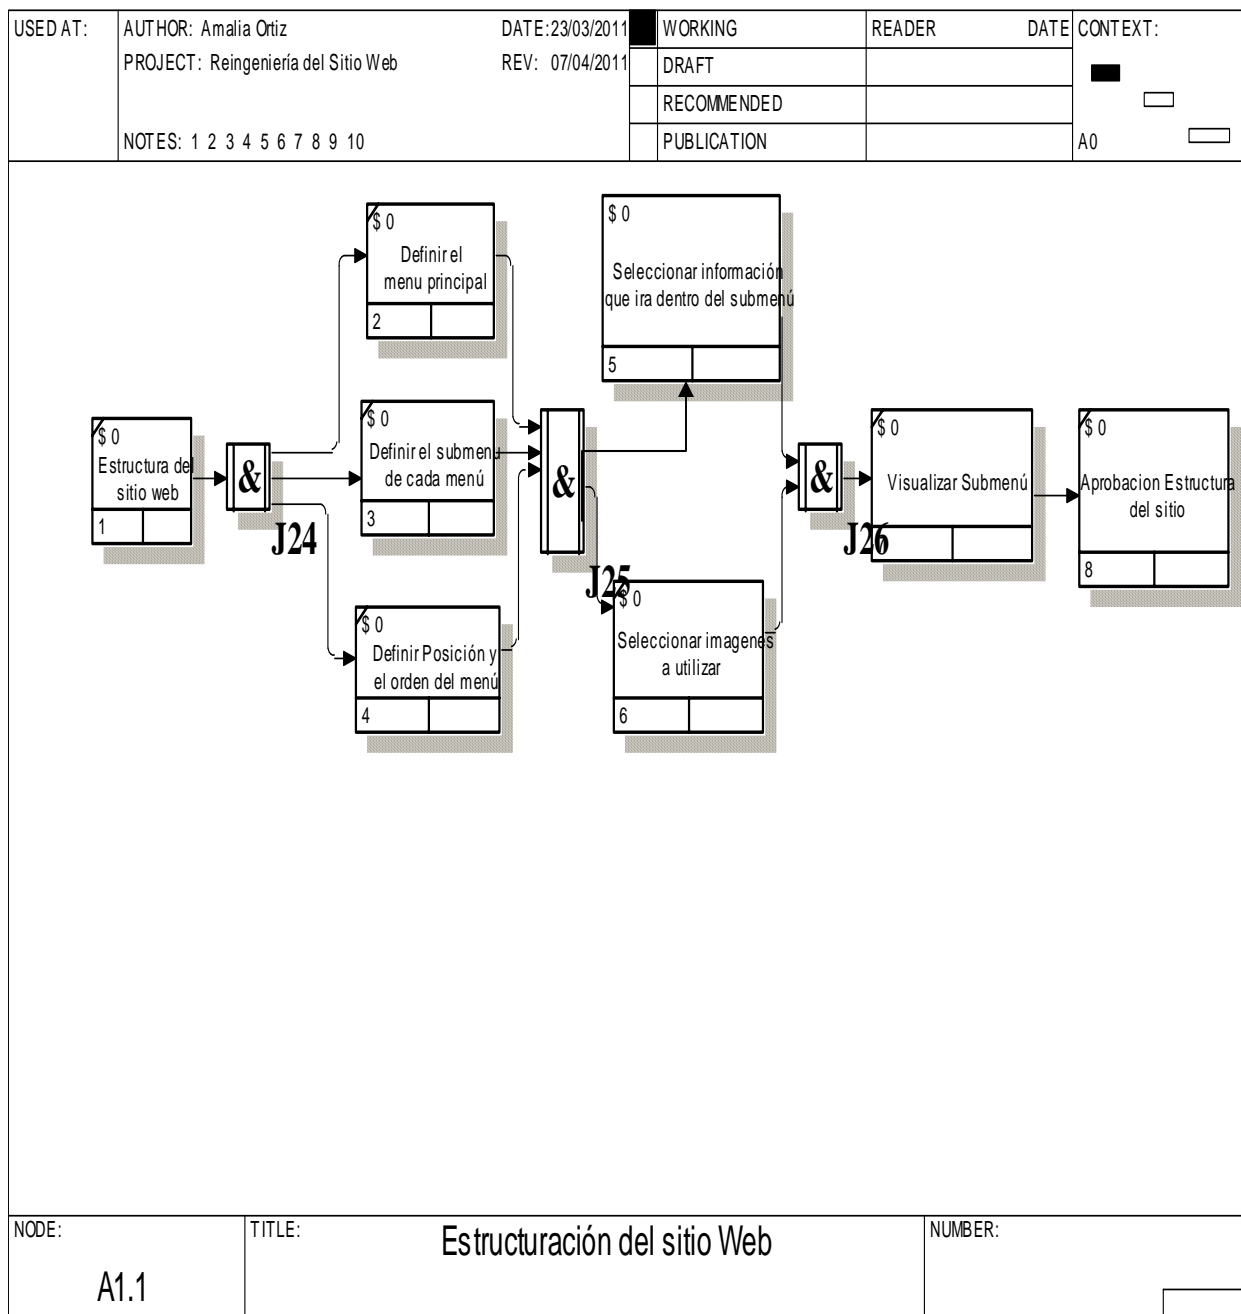 USED AT:
AUTHOR: Amalia Ortiz
DATE: 23/03/2011
PROJECT: Reingeniería del Sitio Web
REV: 07/04/2011
NOTES: 1 2 3 4 5 6 7 8 9 10
WORKING
DRAFT
RECOMMENDED
PUBLICATION
READER
DATE
CONTEXT:
A0
$ 0
Estructura del
sitio web
1
&
J24
$ 0
Definir el
menu principal
2
$ 0
Definir el submenu
de cada menú
3
$ 0
Definir Posición y
el orden del menú
4
&
J25
$ 0
Seleccionar información
que ira dentro del submenú
5
$ 0
Seleccionar imagenes
a utilizar
6
&
J26
$ 0
Visualizar Submenú
$ 0
Aprobacion Estructura
del sitio
8
NODE:
A1.1
TITLE:
Estructuración del sitio Web
NUMBER: